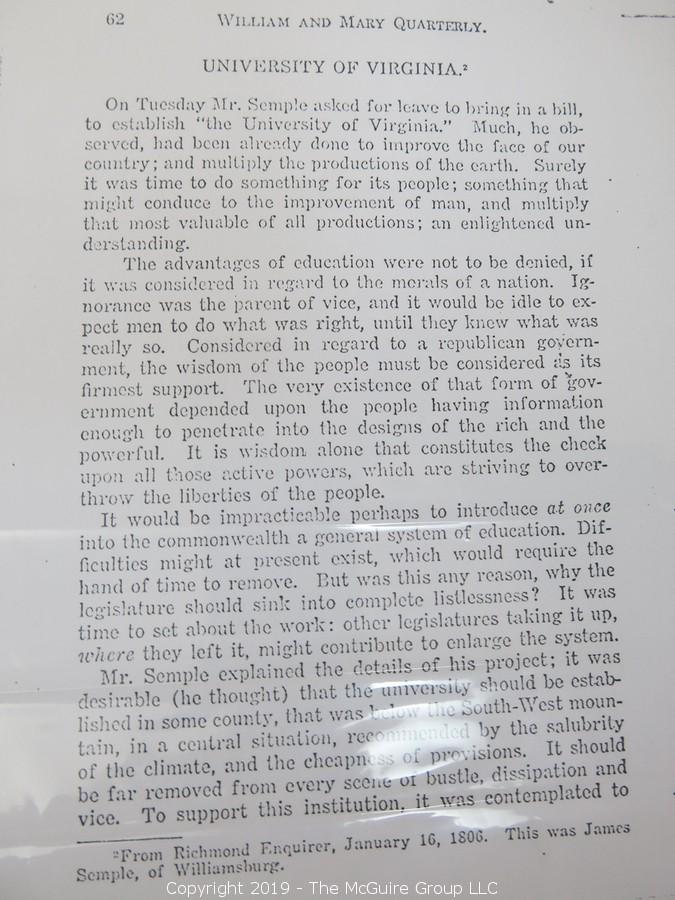 62 WILLIAM AND MARY QUARTERLY.
UNIVERSITY OF VIRGINIA.²
On Tuesday Mr. Semple asked for leave to bring in a bill,
to establish "the University of Virginia." Much, he ob-
served, had been already done to improve the face of our
country; and multiply the productions of the earth. Surely
it was time to do something for its people; something that
might conduce to the improvement of man, and multiply
that most valuable of all productions; an enlightened un-
derstanding.
The advantages of education were not to be denied, if
it was considered in regard to the morals of a nation. Ig-
norance was the parent of vice, and it would be idle to ex-
pect men to do what was right, until they knew what was
really so. Considered in regard to a republican govern-
ment, the wisdom of the people must be considered as its
firmest support. The very existence of that form of gov-
ernment depended upon the people having information
enough to penetrate into the designs of the rich and the
powerful. It is wisdom alone that constitutes the check
upon all those active powers, which are striving to over-
throw the liberties of the people.
It would be impracticable perhaps to introduce at once
into the commonwealth a general system of education. Dif-
ficulties might at present exist, which would require the
hand of time to remove. But was this any reason, why the
legislature should sink into complete listlessness? It was
time to set about the work: other legislatures taking it up,
where they left it, might contribute to enlarge the system.
Mr. Semple explained the details of his project; it was
desirable (he thought) that the university should be estab-
lished in some county, that was below the South-West moun-
tain, in a central situation, recommended by the salubrity
of the climate, and the cheapness of provisions. It should
be far removed from every scene of bustle, dissipation and
vice. To support this institution, it was contemplated to
²From Richmond Enquirer, January 16, 1806. This was James
Semple, of Williamsburg.
Copyright 2019 - The McGuire Group LLC